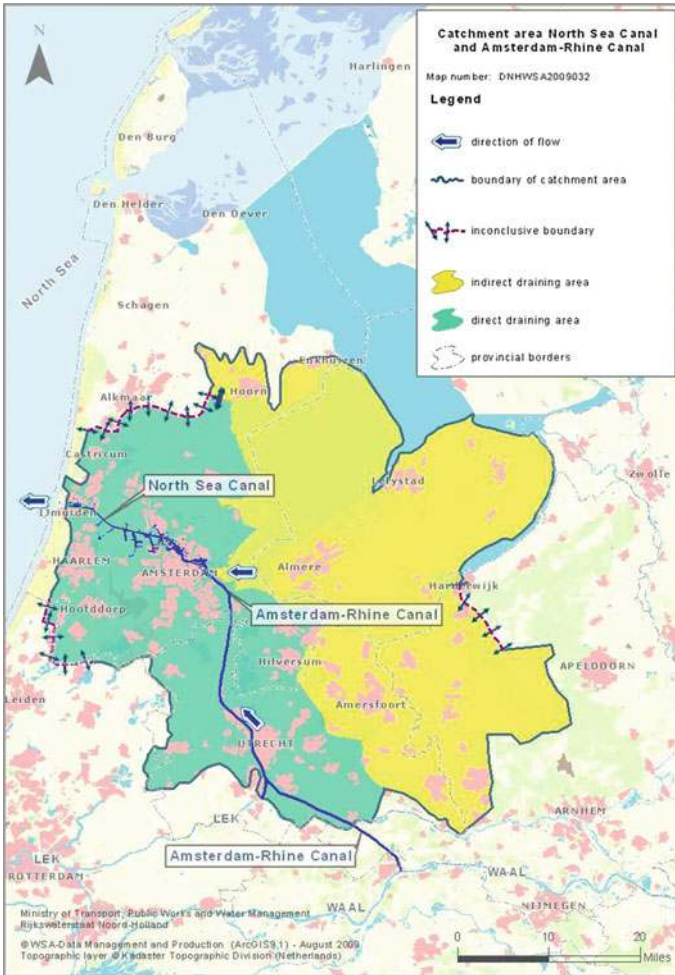 N
Catchment area North Sea Canal
and Amsterdam-Rhine Canal
Map number: DNHWSA2009032
Legend
direction of flow
boundary of catchment area
inconclusive boundary
indirect draining area
direct draining area
provincial borders
Harlingen
Den Burg
Den Helder
Den Oever
North Sea
Schagen
Enkhuizen
Hoorn
Alkmaar
Castricum
Lelystad
Zwolle
North Sea Canal
IJmuiden
HAARLEM
AMSTERDAM
Almere
Harderwijk
Hoofddorp
Amsterdam-Rhine Canal
Hilversum
APELDOORN
Leiden
Amersfoort
UTRECHT
LEK
ARNHEM
Amsterdam-Rhine Canal
LEK
ROTTERDAM
WAAL
WAAL
NIJMEGEN
Ministry of Transport, Public Works and Water Management
Rijkswaterstaat Noord-Holland
© WSA-Data Management and Production (ArcGIS9.1) - August 2009
Topographic layer © Kadaster Topographic Division (Netherlands)
0 10 20
Miles